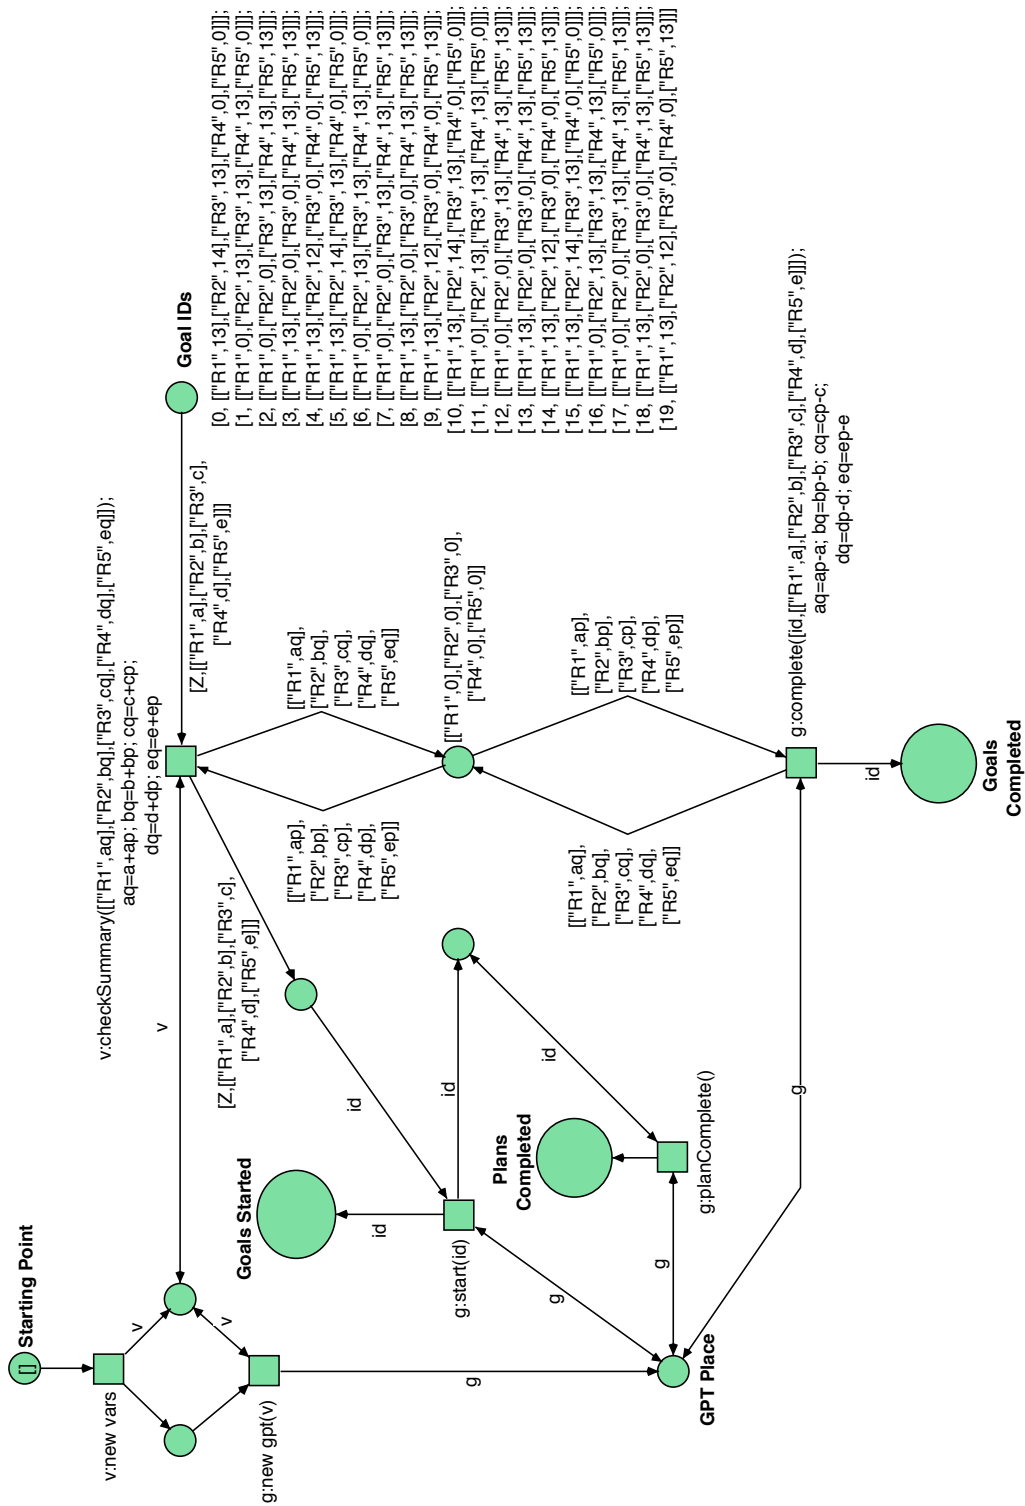 [] Starting Point
v:new vars
v
v
g:new gpt(v)
g
v
v:checkSummary([["R1",aq],["R2",bq],["R3",cq],["R4",dq],["R5",eq]]);
aq=a+ap; bq=b+bp; cq=c+cp;
dq=d+dp; eq=e+ep
Goal IDs
[Z,[["R1",a],["R2",b],["R3",c],
["R4",d],["R5",e]]]
[0, [["R1",13],["R2",14],["R3",13],["R4",0],["R5",0]]];
[1, [["R1",0],["R2",13],["R3",13],["R4",13],["R5",0]]];
[2, [["R1",0],["R2",0],["R3",13],["R4",13],["R5",13]]];
[3, [["R1",13],["R2",0],["R3",0],["R4",13],["R5",13]]];
[4, [["R1",13],["R2",12],["R3",0],["R4",0],["R5",13]]];
[5, [["R1",13],["R2",14],["R3",13],["R4",0],["R5",0]]];
[6, [["R1",0],["R2",13],["R3",13],["R4",13],["R5",0]]];
[7, [["R1",0],["R2",0],["R3",13],["R4",13],["R5",13]]];
[8, [["R1",13],["R2",0],["R3",0],["R4",13],["R5",13]]];
[9, [["R1",13],["R2",12],["R3",0],["R4",0],["R5",13]]];
[10, [["R1",13],["R2",14],["R3",13],["R4",0],["R5",0]]];
[11, [["R1",0],["R2",13],["R3",13],["R4",13],["R5",0]]];
[12, [["R1",0],["R2",0],["R3",13],["R4",13],["R5",13]]];
[13, [["R1",13],["R2",0],["R3",0],["R4",13],["R5",13]]];
[14, [["R1",13],["R2",12],["R3",0],["R4",0],["R5",13]]];
[15, [["R1",13],["R2",14],["R3",13],["R4",0],["R5",0]]];
[16, [["R1",0],["R2",13],["R3",13],["R4",13],["R5",0]]];
[17, [["R1",0],["R2",0],["R3",13],["R4",13],["R5",13]]];
[18, [["R1",13],["R2",0],["R3",0],["R4",13],["R5",13]]];
[19, [["R1",13],["R2",12],["R3",0],["R4",0],["R5",13]]]
[Z,[["R1",a],["R2",b],["R3",c],
["R4",d],["R5",e]]]
Goals Started
id
id
g:start(id)
id
g
[["R1",ap],
["R2",bp],
["R3",cp],
["R4",dp],
["R5",ep]]
[["R1",aq],
["R2",bq],
["R3",cq],
["R4",dq],
["R5",eq]]
[["R1",0],["R2",0],["R3",0],
["R4",0],["R5",0]]
Plans
Completed
id
g
g:planComplete()
GPT Place
[["R1",aq],
["R2",bq],
["R3",cq],
["R4",dq],
["R5",eq]]
[["R1",ap],
["R2",bp],
["R3",cp],
["R4",dp],
["R5",ep]]
g
g:complete([id,[["R1",a],["R2",b],["R3",c],["R4",d],["R5",e]]]);
aq=ap-a; bq=bp-b; cq=cp-c;
dq=dp-d; eq=ep-e
id
Goals
Completed